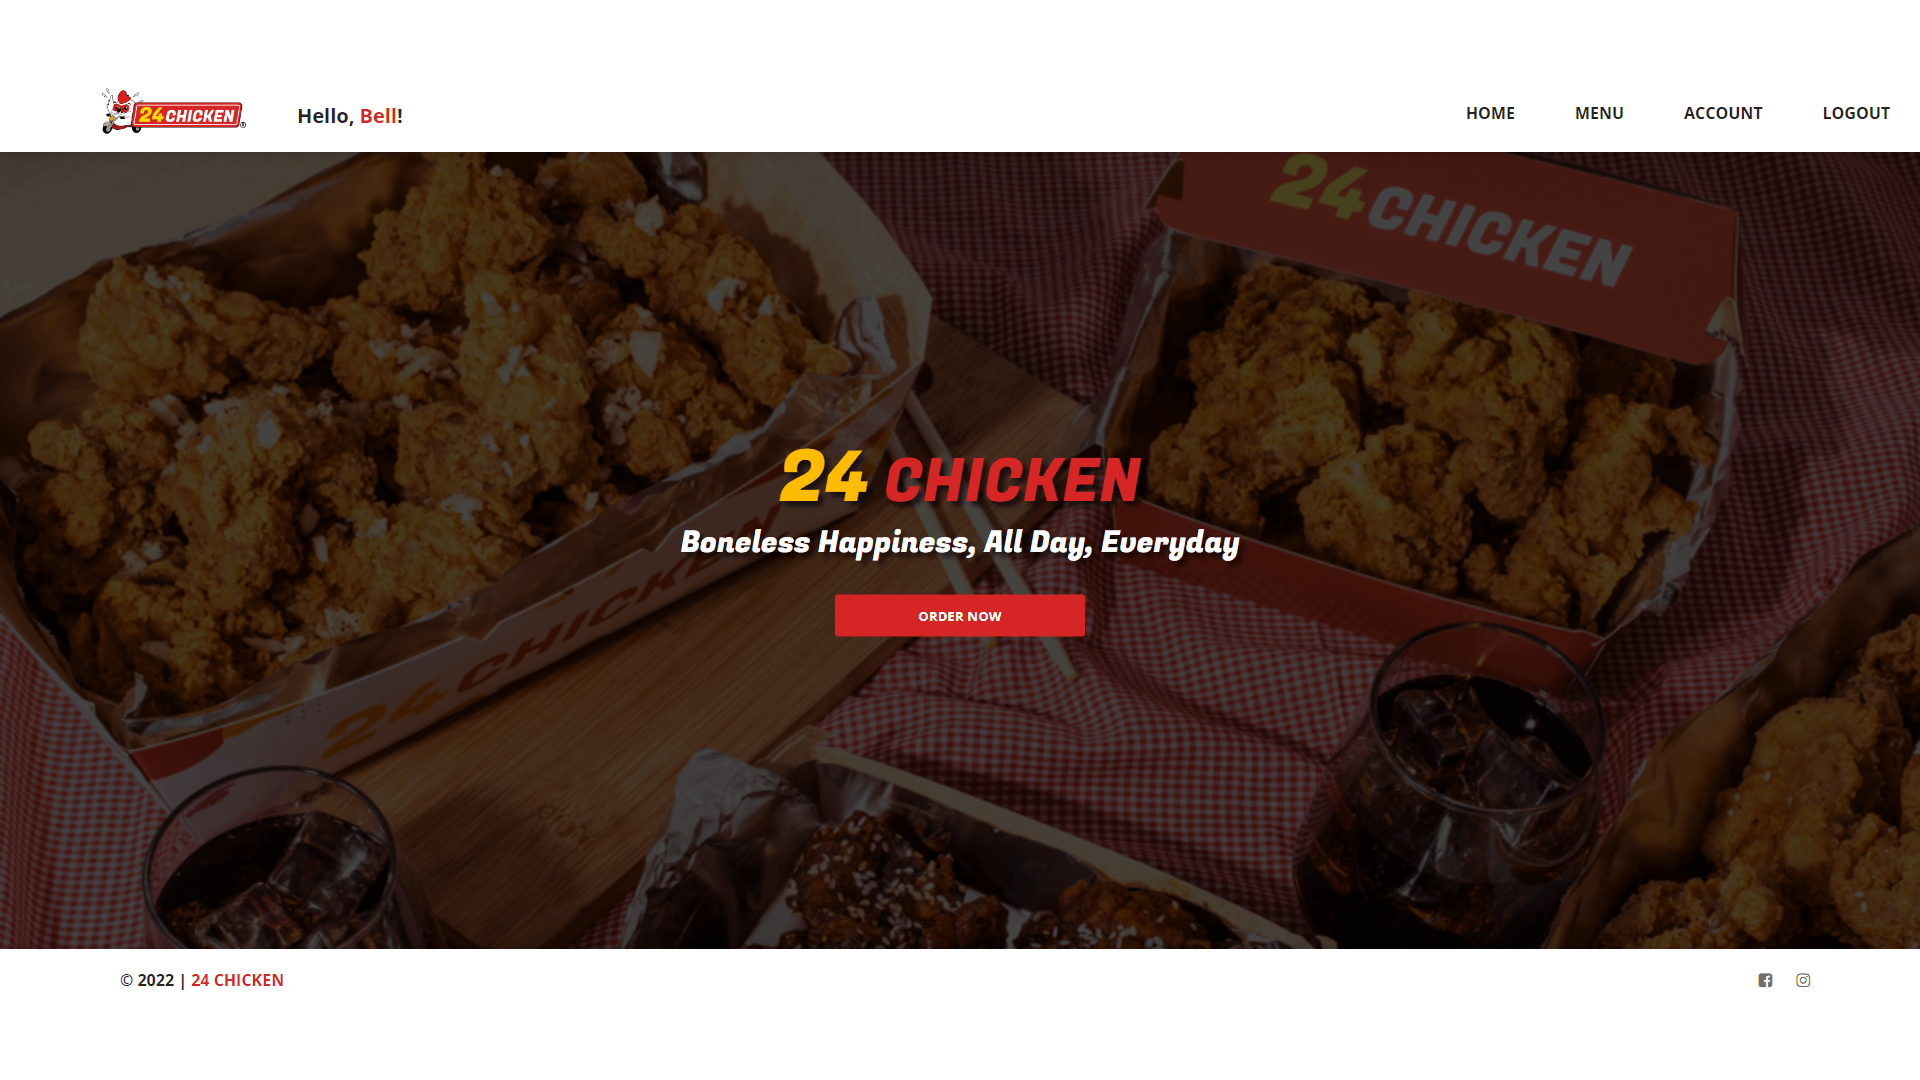 24 CHICKEN
Hello, Bell!
HOME
MENU
ACCOUNT
LOGOUT
24 CHICKEN
24 CHICKEN
Boneless Happiness, All Day, Everyday
ORDER NOW
24 CHICKEN
© 2022 | 24 CHICKEN